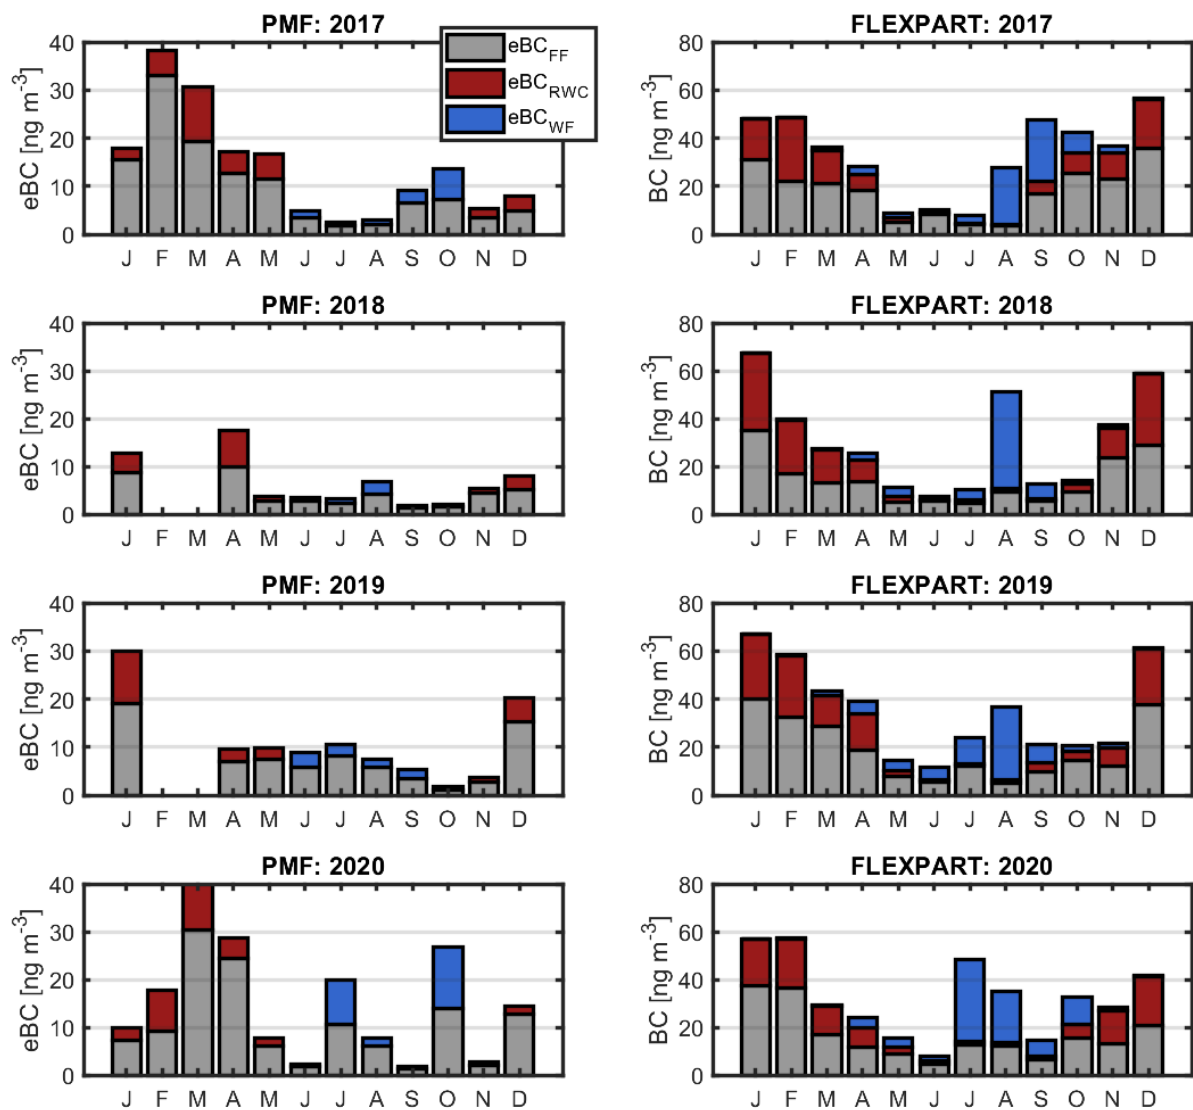 PMF: 2017
eBC [ng m⁻³]
40
30
20
10
0
J F M A M J J A S O N D
eBC_FF
eBC_RWC
eBC_WF
FLEXPART: 2017
BC [ng m⁻³]
80
60
40
20
0
J F M A M J J A S O N D
PMF: 2018
eBC [ng m⁻³]
40
30
20
10
0
J F M A M J J A S O N D
FLEXPART: 2018
BC [ng m⁻³]
80
60
40
20
0
J F M A M J J A S O N D
PMF: 2019
eBC [ng m⁻³]
40
30
20
10
0
J F M A M J J A S O N D
FLEXPART: 2019
BC [ng m⁻³]
80
60
40
20
0
J F M A M J J A S O N D
PMF: 2020
eBC [ng m⁻³]
40
30
20
10
0
J F M A M J J A S O N D
FLEXPART: 2020
BC [ng m⁻³]
80
60
40
20
0
J F M A M J J A S O N D